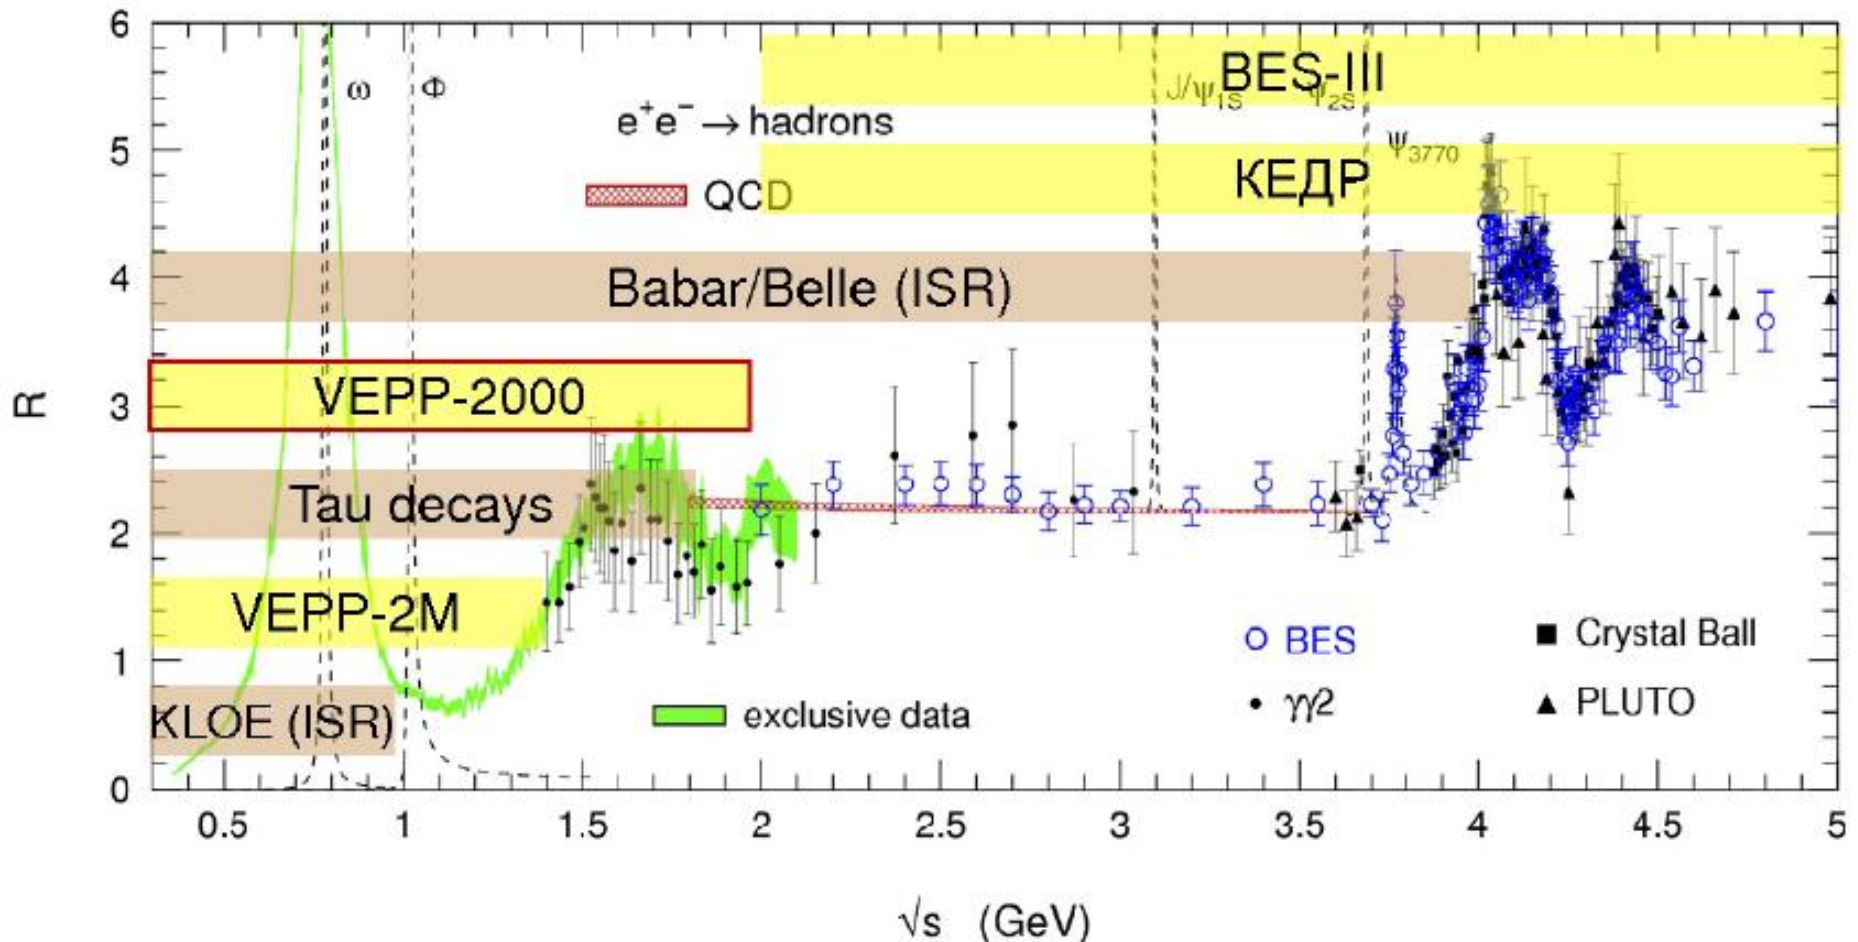 6
5
4
3
2
1
0
R
ω
Φ
e⁺e⁻ → hadrons
QCD
J/ψ1S
BES-III
ψ2S
ψ3770
КЕДР
Babar/Belle (ISR)
VEPP-2000
Tau decays
VEPP-2M
KLOE (ISR)
exclusive data
BES
γγ2
Crystal Ball
PLUTO
0.5 1 1.5 2 2.5 3 3.5 4 4.5 5
√s (GeV)